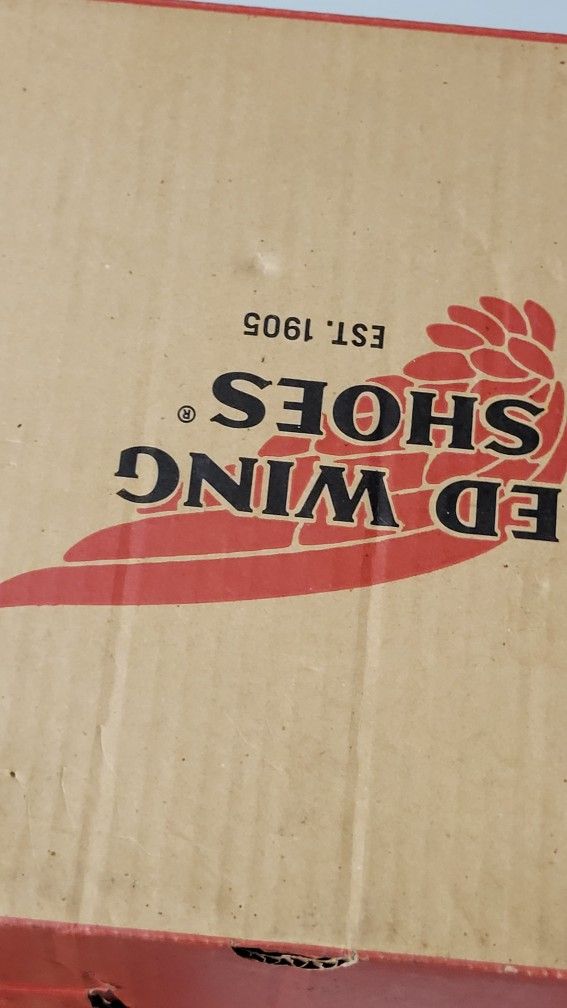 ED WING
SHOES ®
EST. 1905